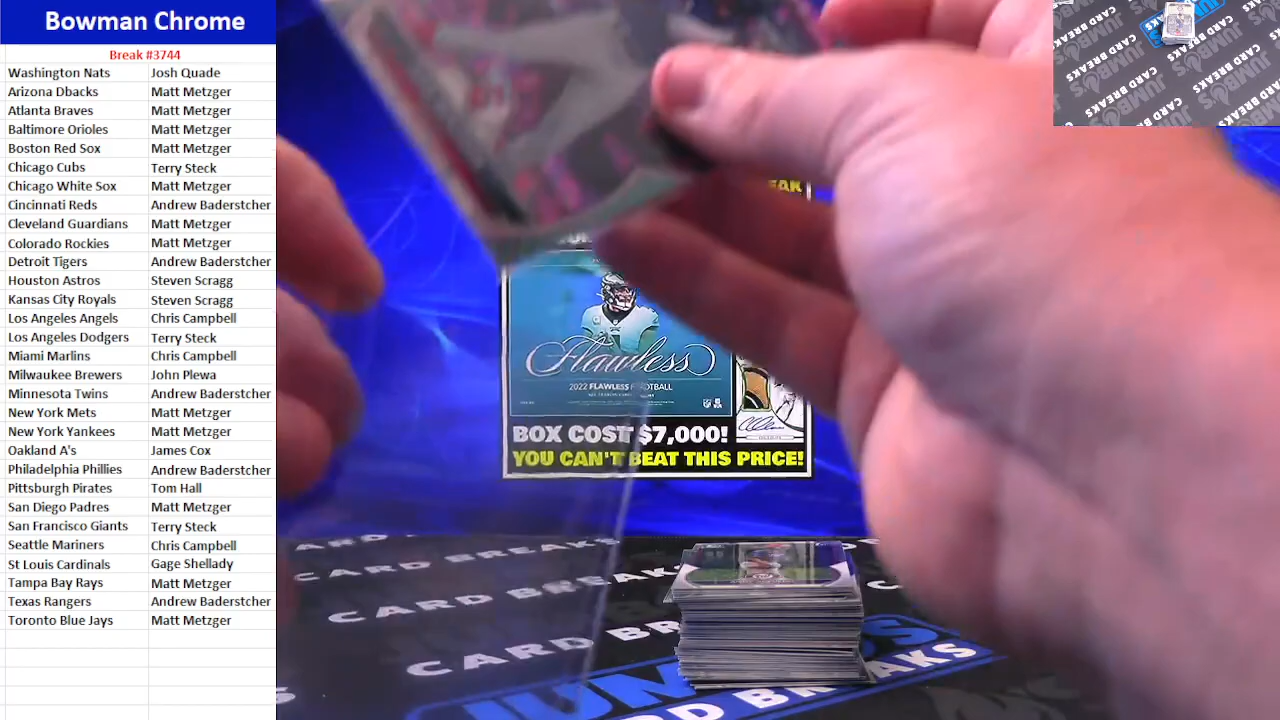 Bowman Chrome
Break #3744
Washington Nats Josh Quade
Arizona Dbacks Matt Metzger
Atlanta Braves Matt Metzger
Baltimore Orioles Matt Metzger
Boston Red Sox Matt Metzger
Chicago Cubs Terry Steck
Chicago White Sox Matt Metzger
Cincinnati Reds Andrew Baderstcher
Cleveland Guardians Matt Metzger
Colorado Rockies Matt Metzger
Detroit Tigers Andrew Baderstcher
Houston Astros Steven Scragg
Kansas City Royals Steven Scragg
Los Angeles Angels Chris Campbell
Los Angeles Dodgers Terry Steck
Miami Marlins Chris Campbell
Milwaukee Brewers John Plewa
Minnesota Twins Andrew Baderstcher
New York Mets Matt Metzger
New York Yankees Matt Metzger
Oakland A's James Cox
Philadelphia Phillies Andrew Baderstcher
Pittsburgh Pirates Tom Hall
San Diego Padres Matt Metzger
San Francisco Giants Terry Steck
Seattle Mariners Chris Campbell
St Louis Cardinals Gage Shellady
Tampa Bay Rays Matt Metzger
Texas Rangers Andrew Baderstcher
Toronto Blue Jays Matt Metzger
Flawless
2022 FLAWLESS FOOTBALL
BOX COST $7,000!
YOU CAN'T BEAT THIS PRICE!
CARD BREAKS
CARD BREAKS
CARD BREAKS
JUMBO'S
CARD BREAKS